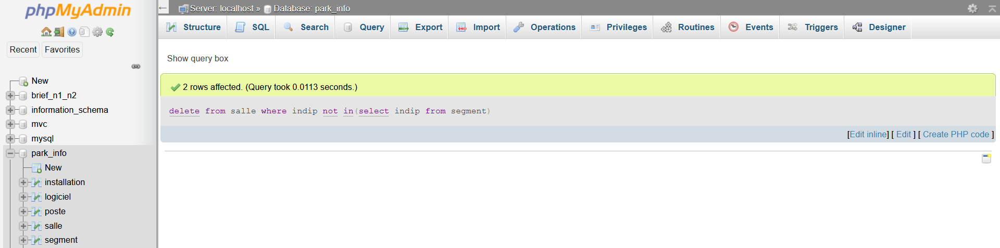 phpMyAdmin
Recent Favorites
New
brief_n1_n2
information_schema
mvc
mysql
park_info
New
installation
logiciel
poste
salle
segment
← Server: localhost » Database: park_info
Structure SQL Search Query Export Import Operations Privileges Routines Events Triggers Designer
Show query box
2 rows affected. (Query took 0.0113 seconds.)
delete from salle where indip not in(select indip from segment)
[Edit inline] [ Edit ] [ Create PHP code ]